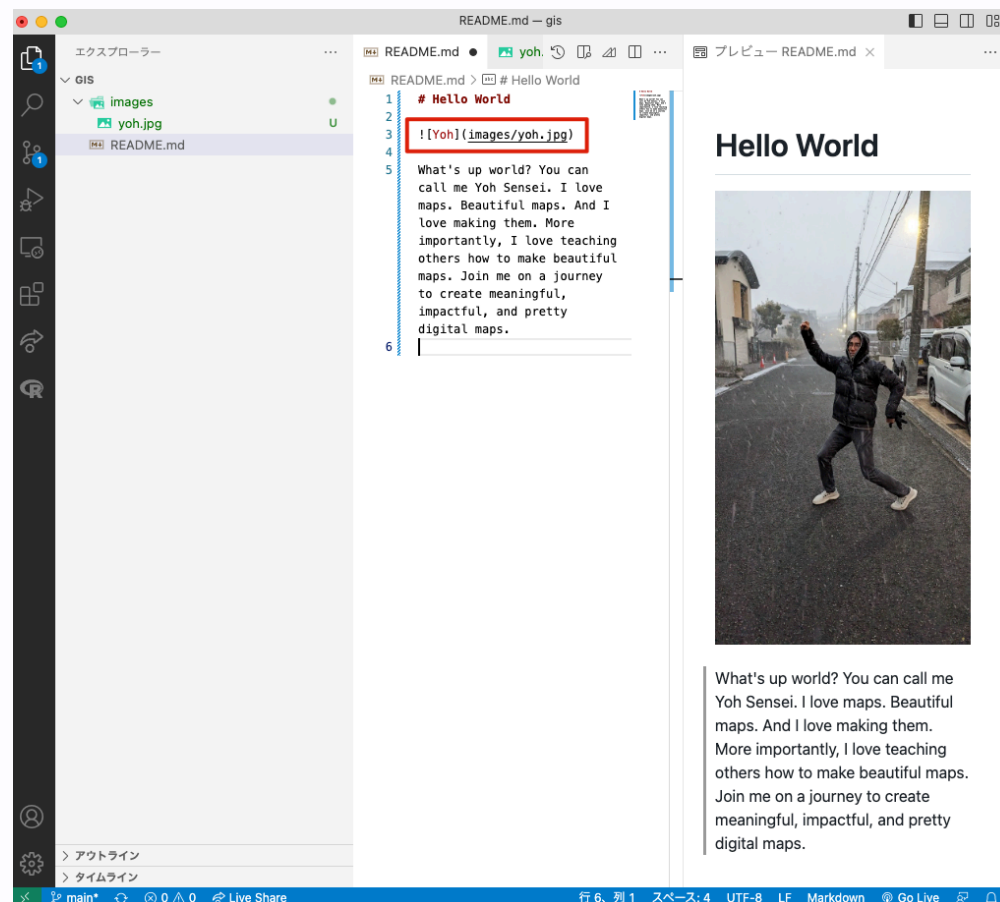 README.md — gis
エクスプローラー
GIS
images
yoh.jpg
U
README.md
アウトライン
タイムライン
1
1
README.md
yoh.
README.md > # Hello World
1 # Hello World
2
3 ![Yoh](images/yoh.jpg)
4
5 What's up world? You can
call me Yoh Sensei. I love
maps. Beautiful maps. And I
love making them. More
importantly, I love teaching
others how to make beautiful
maps. Join me on a journey
to create meaningful,
impactful, and pretty
digital maps.
6
プレビュー README.md
Hello World
What's up world? You can call me
Yoh Sensei. I love maps. Beautiful
maps. And I love making them.
More importantly, I love teaching
others how to make beautiful maps.
Join me on a journey to create
meaningful, impactful, and pretty
digital maps.
main* 0 0 Live Share 行 6、列 1 スペース: 4 UTF-8 LF Markdown Go Live